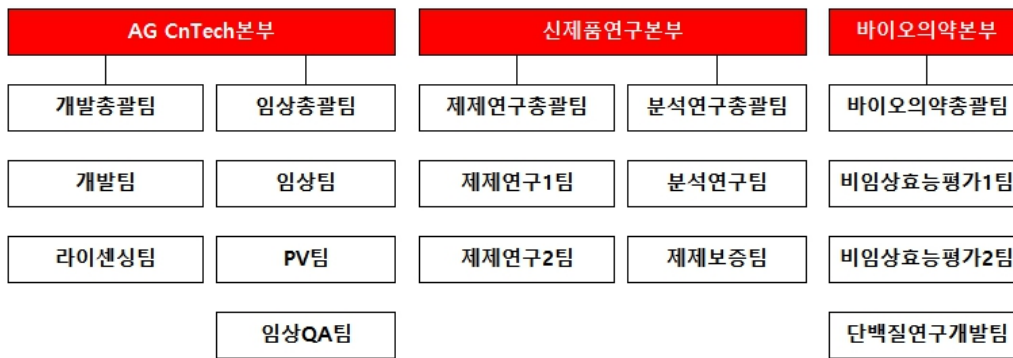 AG CnTech본부
신제품연구본부
바이오의약본부
개발총괄팀
임상총괄팀
제제연구총괄팀
분석연구총괄팀
바이오의약총괄팀
개발팀
임상팀
제제연구1팀
분석연구팀
비임상효능평가1팀
라이센싱팀
PV팀
제제연구2팀
제제보증팀
비임상효능평가2팀
임상QA팀
단백질연구개발팀